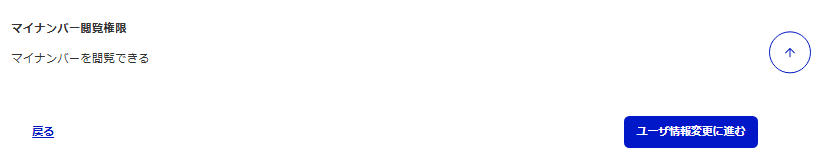 マイナンバー閲覧権限
マイナンバーを閲覧できる
戻る
ユーザ情報変更に進む